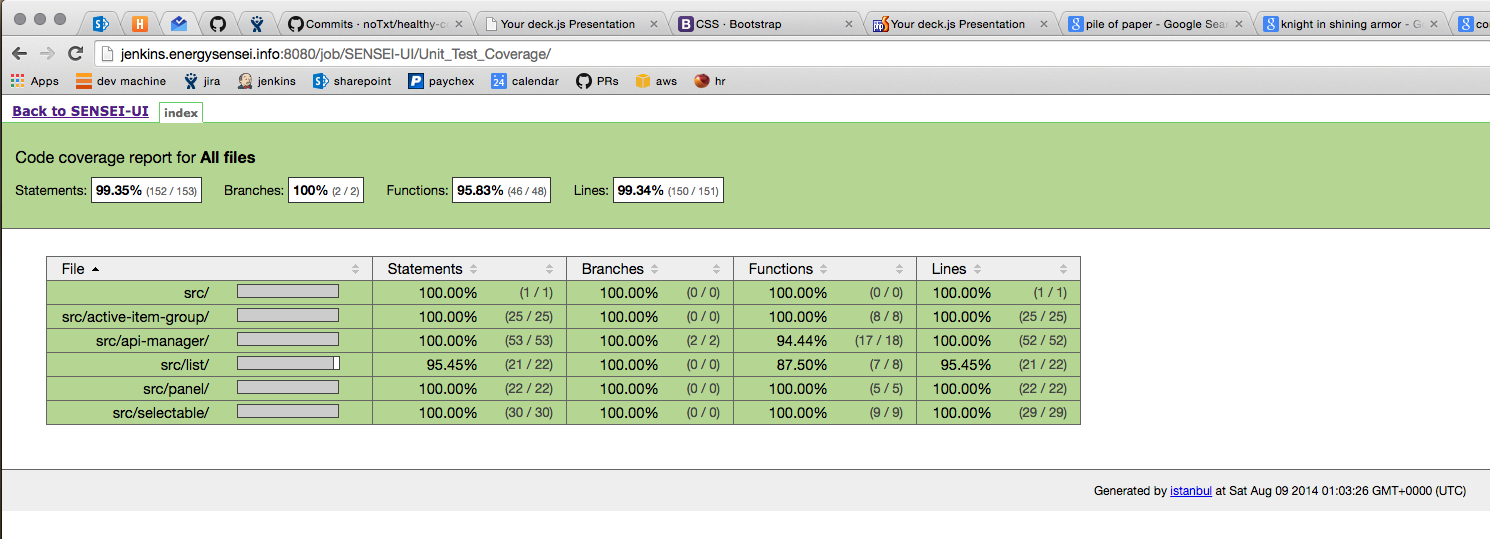 Commits · noTxt/healthy-c Your deck.js Presentation CSS · Bootstrap Your deck.js Presentation pile of paper - Google Sea knight in shining armor - G co
jenkins.energysensei.info:8080/job/SENSEI-UI/Unit_Test_Coverage/
Apps dev machine jira jenkins sharepoint paychex 24 calendar PRs aws hr
Back to SENSEI-UI index
Code coverage report for All files
Statements: 99.35% (152 / 153) Branches: 100% (2 / 2) Functions: 95.83% (46 / 48) Lines: 99.34% (150 / 151)
File Statements Branches Functions Lines
src/ 100.00% (1 / 1) 100.00% (0 / 0) 100.00% (0 / 0) 100.00% (1 / 1)
src/active-item-group/ 100.00% (25 / 25) 100.00% (0 / 0) 100.00% (8 / 8) 100.00% (25 / 25)
src/api-manager/ 100.00% (53 / 53) 100.00% (2 / 2) 94.44% (17 / 18) 100.00% (52 / 52)
src/list/ 95.45% (21 / 22) 100.00% (0 / 0) 87.50% (7 / 8) 95.45% (21 / 22)
src/panel/ 100.00% (22 / 22) 100.00% (0 / 0) 100.00% (5 / 5) 100.00% (22 / 22)
src/selectable/ 100.00% (30 / 30) 100.00% (0 / 0) 100.00% (9 / 9) 100.00% (29 / 29)
Generated by istanbul at Sat Aug 09 2014 01:03:26 GMT+0000 (UTC)